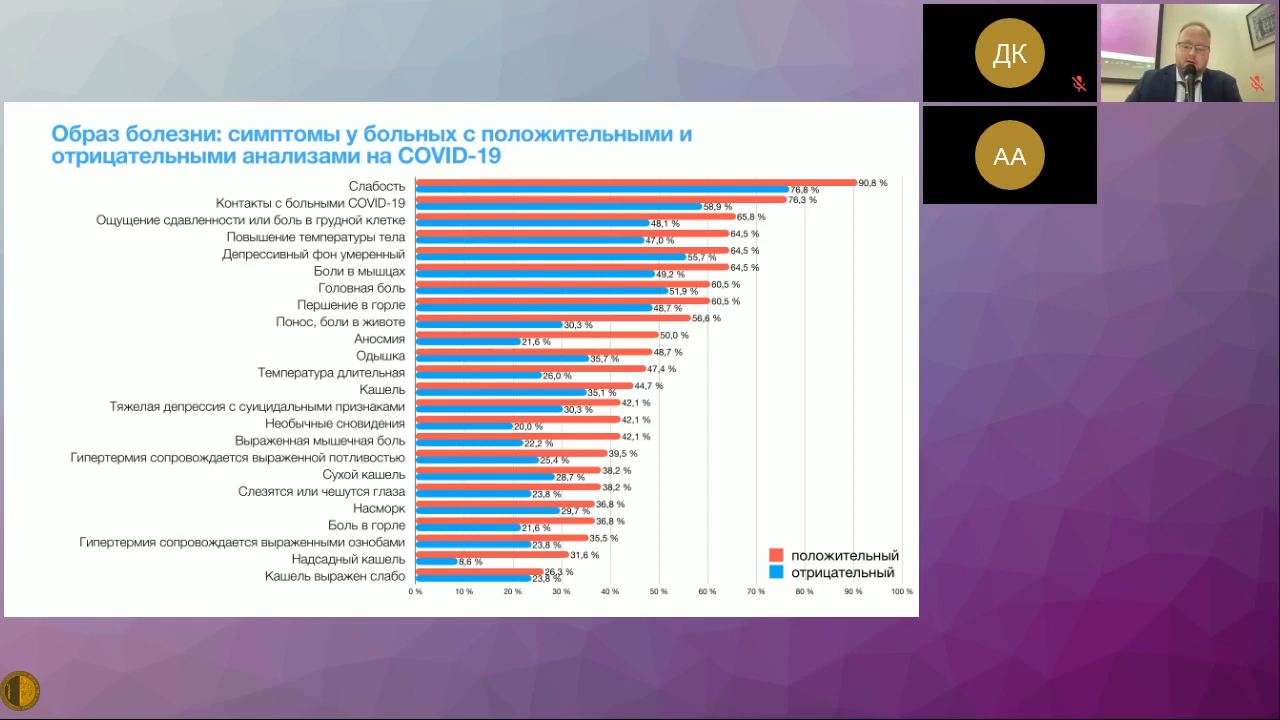 ДК
АА
Образ болезни: симптомы у больных с положительными и
отрицательными анализами на COVID-19
Слабость 90,8 % 76,8 %
Контакты с больными COVID-19 76,3 % 58,9 %
Ощущение сдавленности или боль в грудной клетке 65,8 % 48,1 %
Повышение температуры тела 64,5 % 47,0 %
Депрессивный фон умеренный 64,5 % 55,7 %
Боли в мышцах 64,5 % 49,2 %
Головная боль 60,5 % 51,9 %
Першение в горле 60,5 % 48,7 %
Понос, боли в животе 56,6 % 30,3 %
Аносмия 50,0 % 21,6 %
Одышка 48,7 % 35,7 %
Температура длительная 47,4 % 26,0 %
Кашель 44,7 % 35,1 %
Тяжелая депрессия с суицидальными признаками 42,1 % 30,3 %
Необычные сновидения 42,1 % 20,0 %
Выраженная мышечная боль 42,1 % 22,2 %
Гипертермия сопровождается выраженной потливостью 39,5 % 25,4 %
Сухой кашель 38,2 % 28,7 %
Слезятся или чешутся глаза 38,2 % 23,8 %
Насморк 36,8 % 29,7 %
Боль в горле 36,8 % 21,6 %
Гипертермия сопровождается выраженными ознобами 35,5 % 23,8 %
Надсадный кашель 31,6 % 8,6 %
Кашель выражен слабо 26,3 % 23,8 %
положительный
отрицательный
0 % 10 % 20 % 30 % 40 % 50 % 60 % 70 % 80 % 90 % 100 %